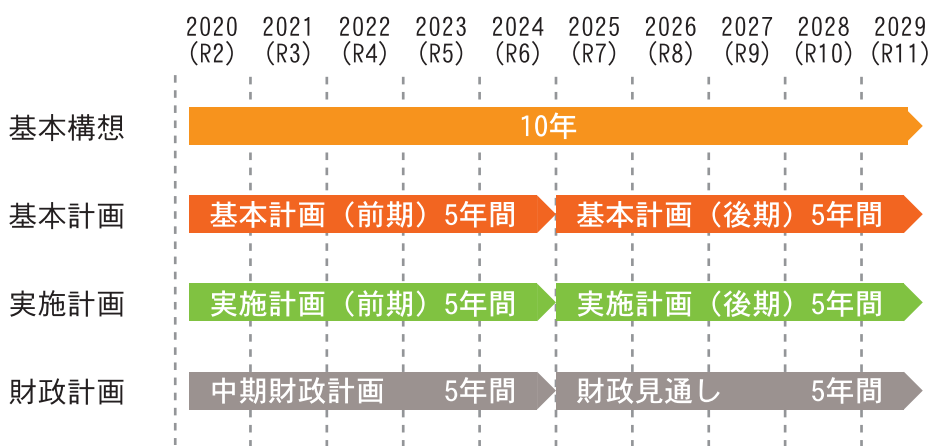 2020 2021 2022 2023 2024 2025 2026 2027 2028 2029
(R2) (R3) (R4) (R5) (R6) (R7) (R8) (R9) (R10) (R11)
基本構想 10年
基本計画 基本計画（前期）5年間 基本計画（後期）5年間
実施計画 実施計画（前期）5年間 実施計画（後期）5年間
財政計画 中期財政計画 5年間 財政見通し 5年間